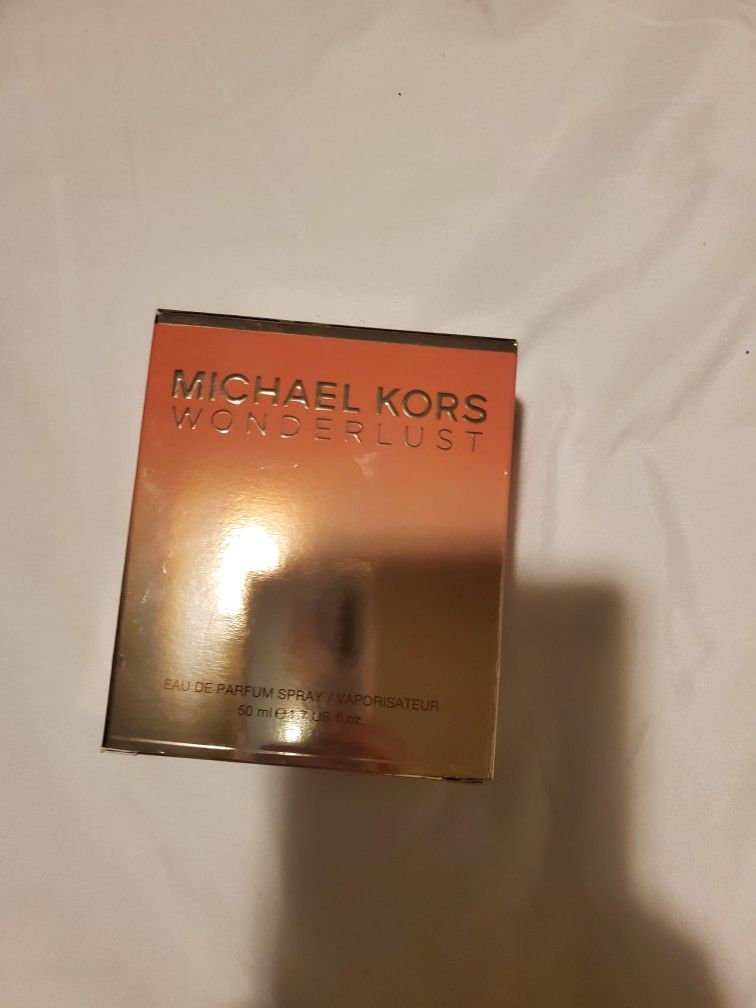 MICHAEL KORS
WONDERLUST
EAU DE PARFUM SPRAY / VAPORISATEUR
50 ml ℮ 1.7 US fl.oz.